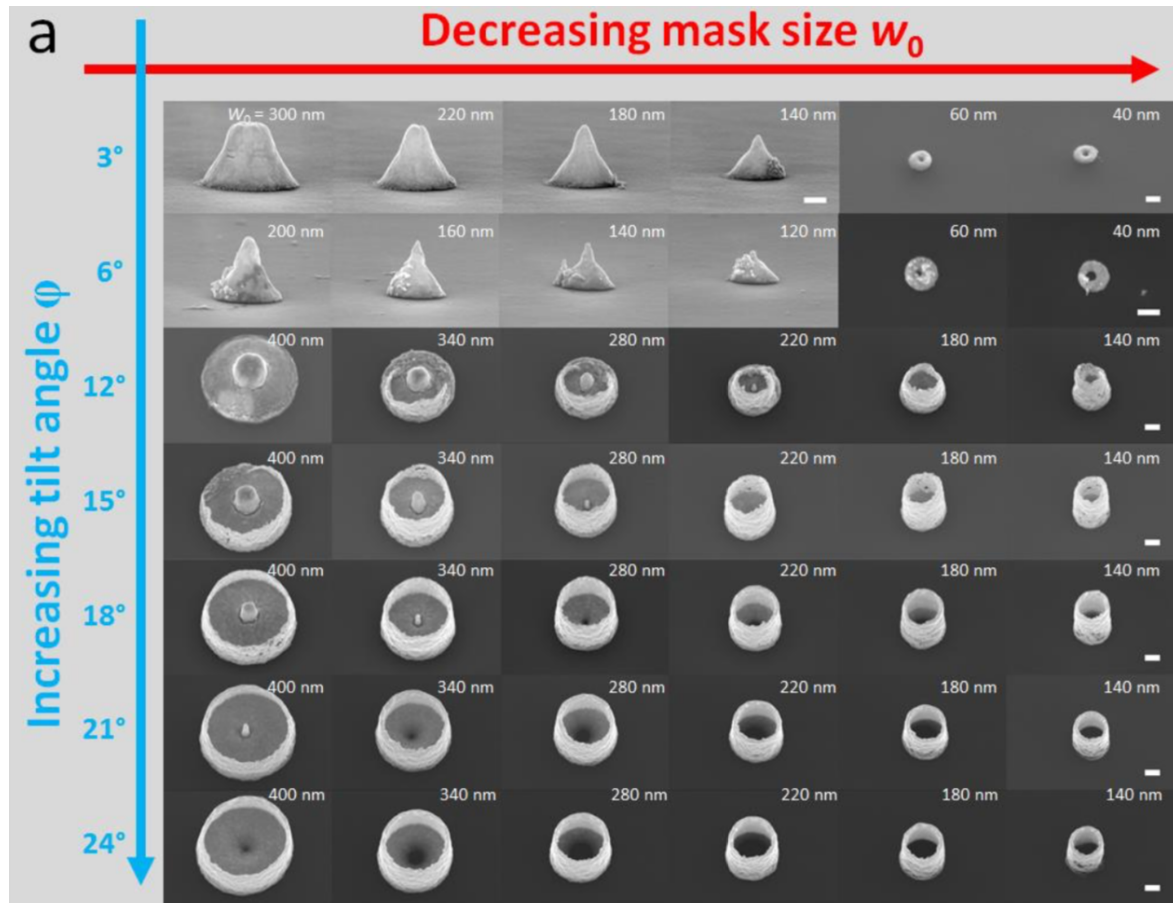 a
Decreasing mask size w₀
Increasing tilt angle φ
3°
W₀ = 300 nm
220 nm
180 nm
140 nm
60 nm
40 nm
6°
200 nm
160 nm
140 nm
120 nm
60 nm
40 nm
12°
400 nm
340 nm
280 nm
220 nm
180 nm
140 nm
15°
400 nm
340 nm
280 nm
220 nm
180 nm
140 nm
18°
400 nm
340 nm
280 nm
220 nm
180 nm
140 nm
21°
400 nm
340 nm
280 nm
220 nm
180 nm
140 nm
24°
400 nm
340 nm
280 nm
220 nm
180 nm
140 nm